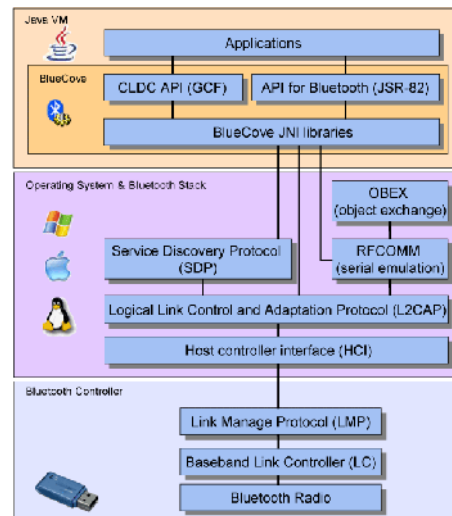 Java VM
Applications
BlueCove
CLDC API (GCF)
API for Bluetooth (JSR-82)
BlueCove JNI libraries
Operating System & Bluetooth Stack
OBEX
(object exchange)
Service Discovery Protocol
(SDP)
RFCOMM
(serial emulation)
Logical Link Control and Adaptation Protocol (L2CAP)
Host controller interface (HCI)
Bluetooth Controller
Link Manage Protocol (LMP)
Baseband Link Controller (LC)
Bluetooth Radio